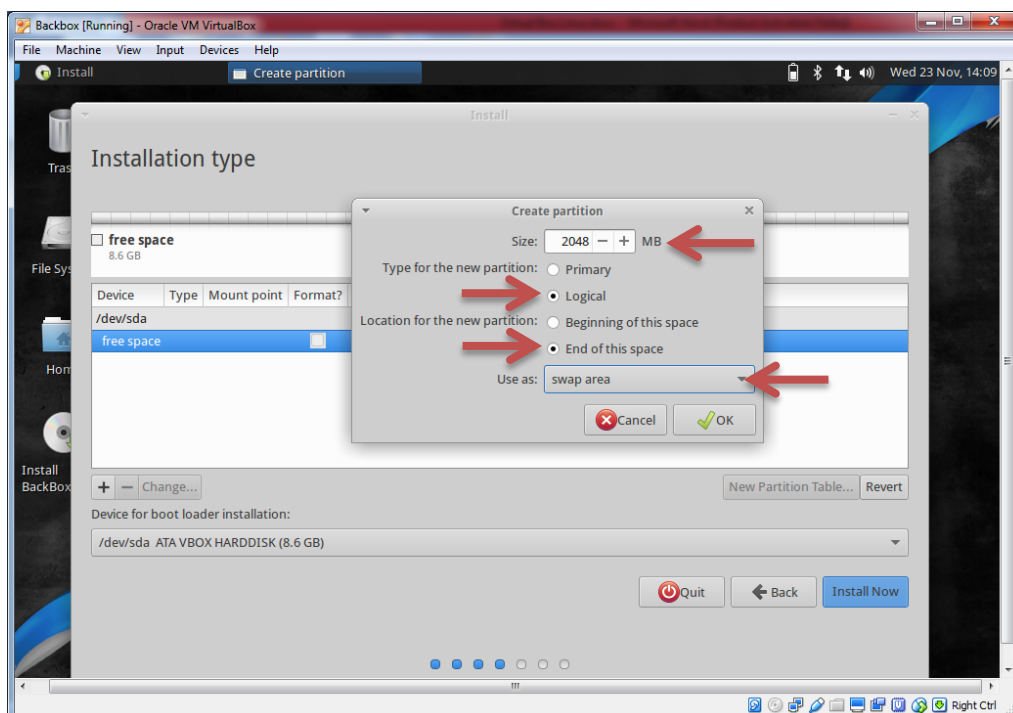 Backbox [Running] - Oracle VM VirtualBox
File Machine View Input Devices Help
Install Create partition Wed 23 Nov, 14:09
Install
Installation type
Tras
Create partition
Size: 2048 MB
free space
8.6 GB
File Sys
Type for the new partition: Primary
Logical
Device Type Mount point Format?
/dev/sda
Location for the new partition: Beginning of this space
free space
End of this space
Hom
Use as: swap area
Cancel OK
Install
BackBox
Change...
New Partition Table... Revert
Device for boot loader installation:
/dev/sda ATA VBOX HARDDISK (8.6 GB)
Quit Back Install Now
Right Ctrl